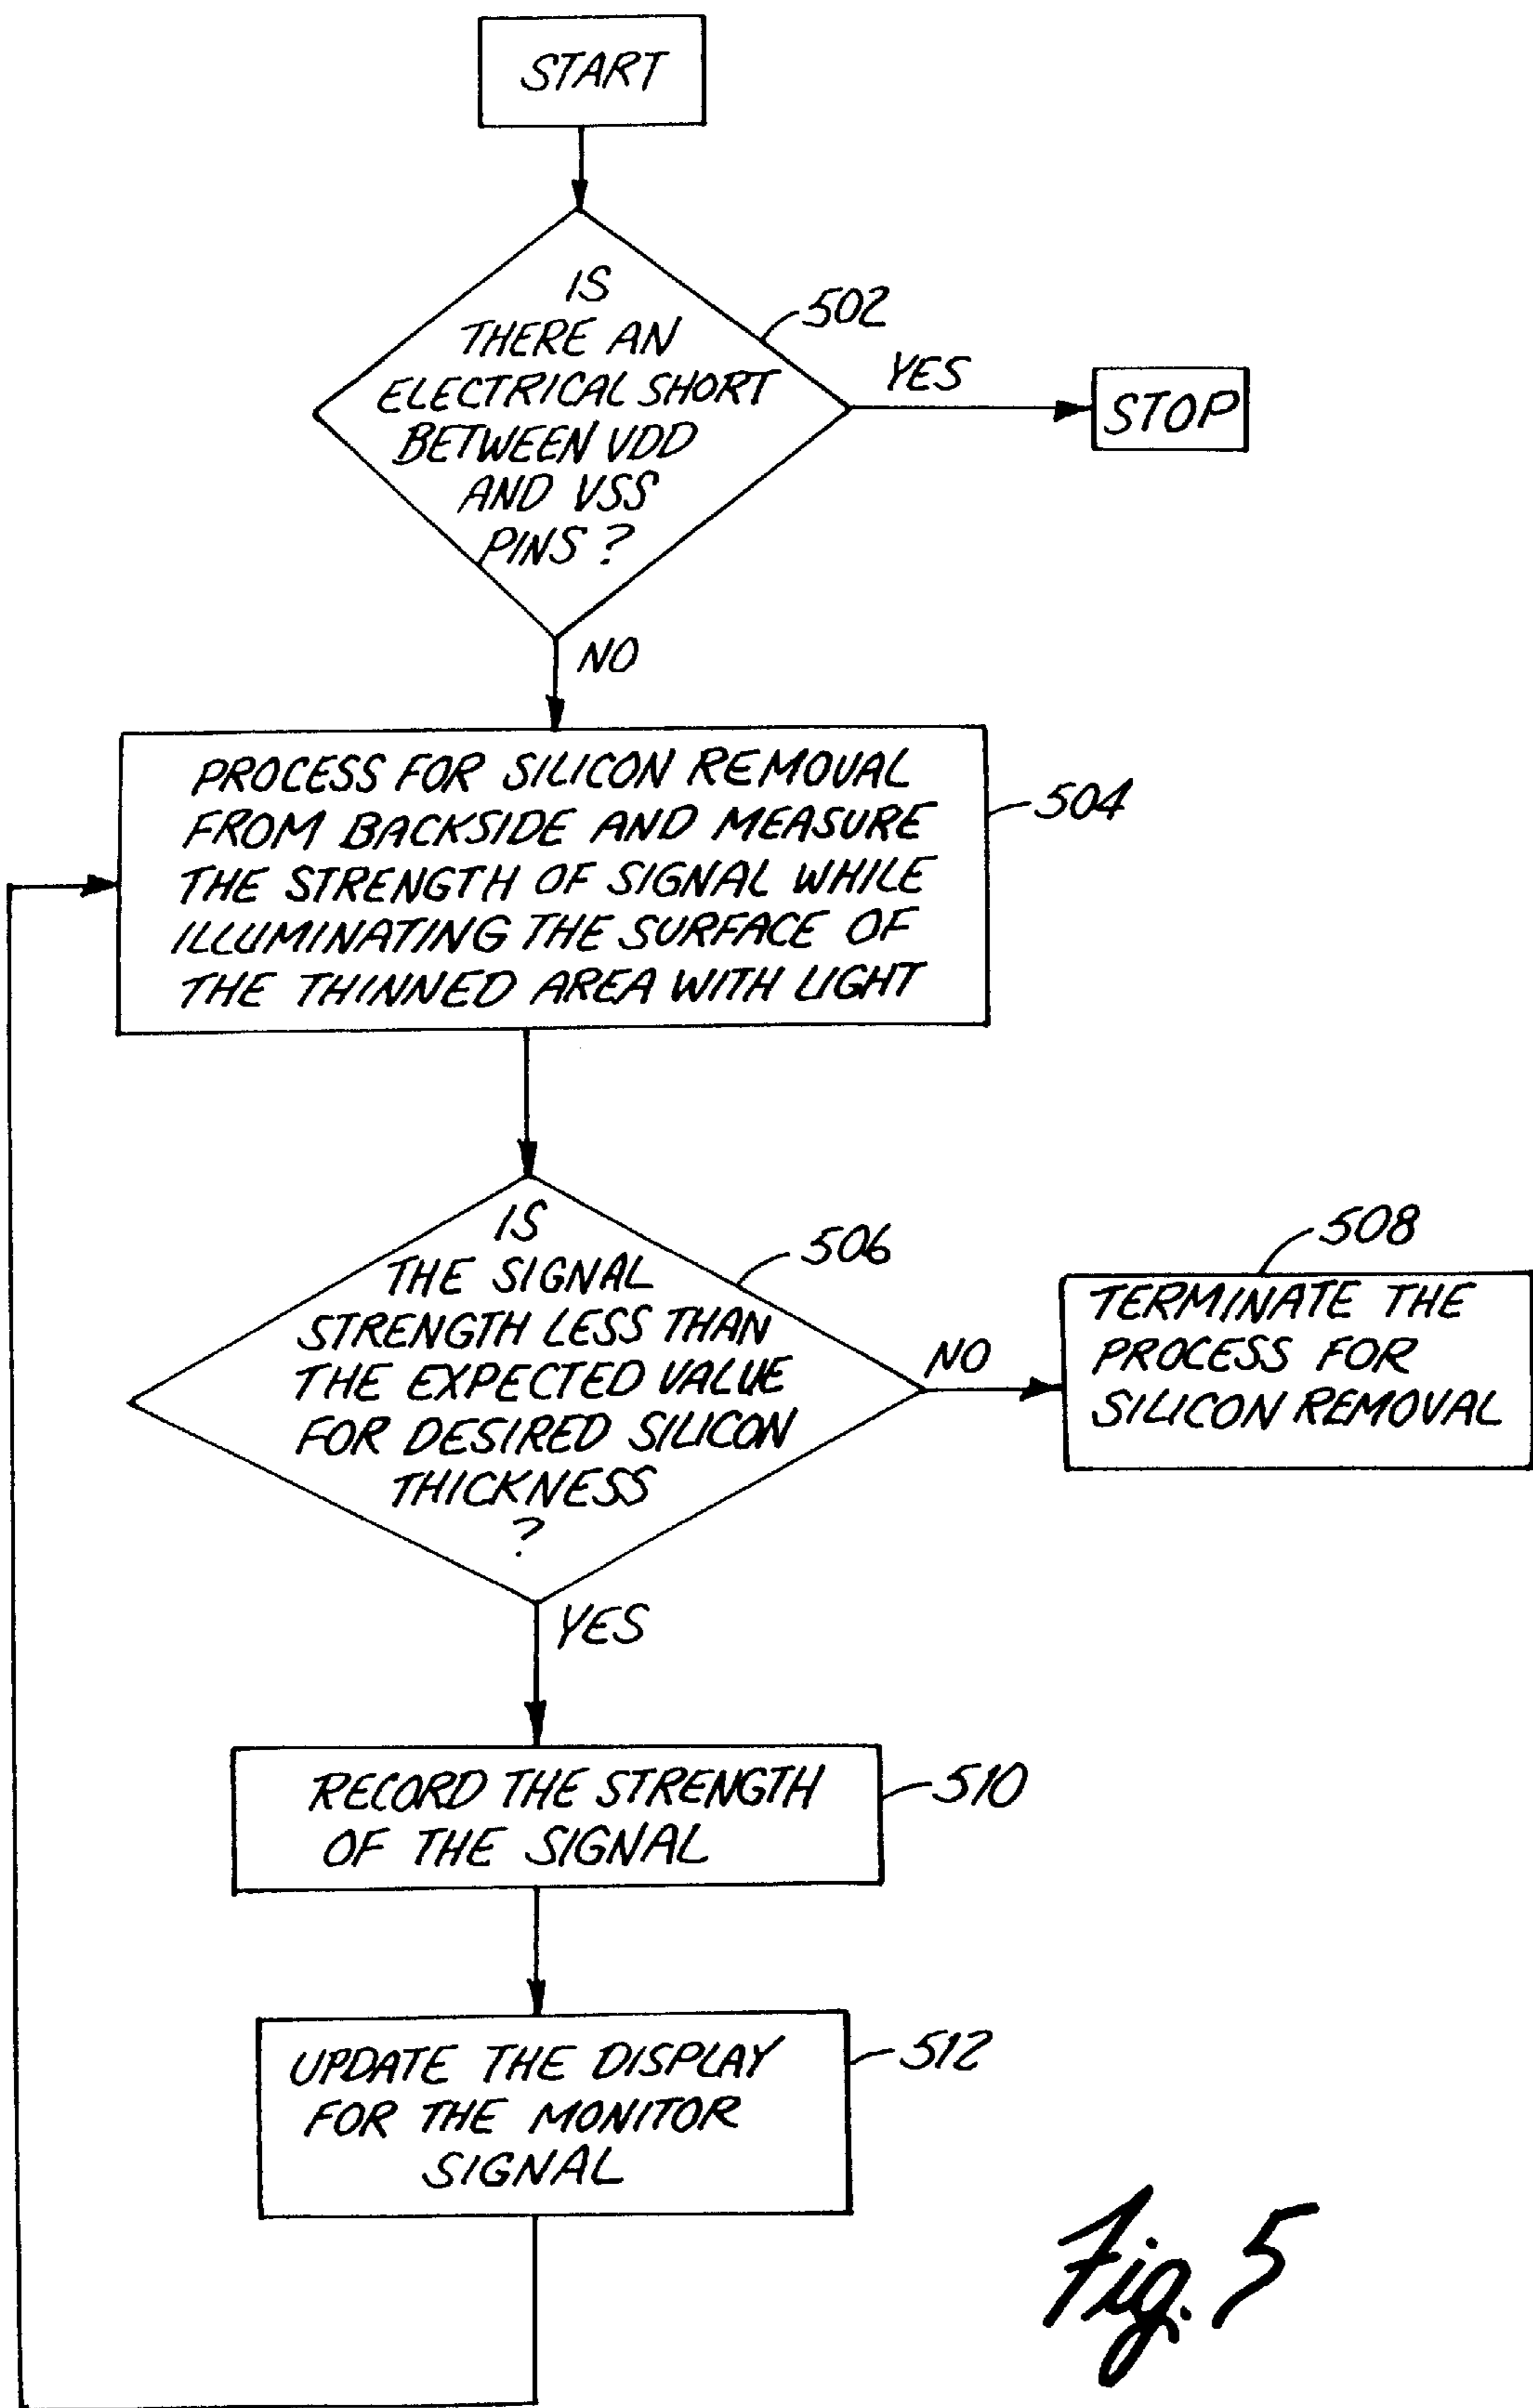 START
IS
THERE AN
ELECTRICAL SHORT
BETWEEN VDD
AND VSS
PINS ?
502
YES
STOP
NO
PROCESS FOR SILICON REMOVAL
FROM BACKSIDE AND MEASURE
THE STRENGTH OF SIGNAL WHILE
ILLUMINATING THE SURFACE OF
THE THINNED AREA WITH LIGHT
504
IS
THE SIGNAL
STRENGTH LESS THAN
THE EXPECTED VALUE
FOR DESIRED SILICON
THICKNESS
?
506
NO
508
TERMINATE THE
PROCESS FOR
SILICON REMOVAL
YES
RECORD THE STRENGTH
OF THE SIGNAL
510
UPDATE THE DISPLAY
FOR THE MONITOR
SIGNAL
512
Fig. 5